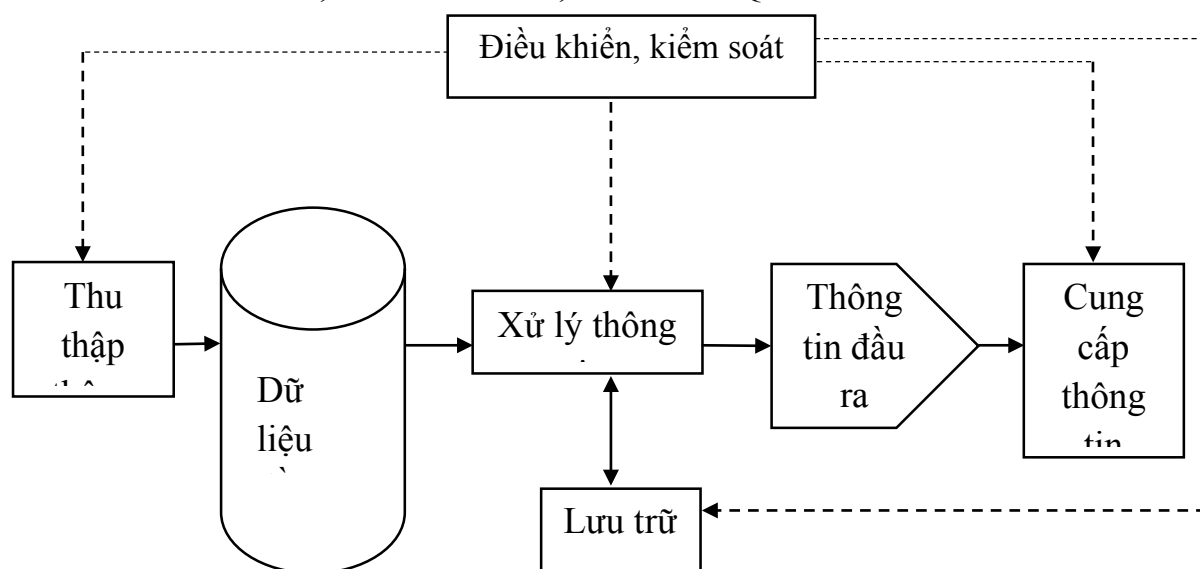 Điều khiển, kiểm soát
Thu
thập
Dữ
liệu
Xử lý thông
Thông
tin đầu
ra
Cung
cấp
thông
tin
Lưu trữ